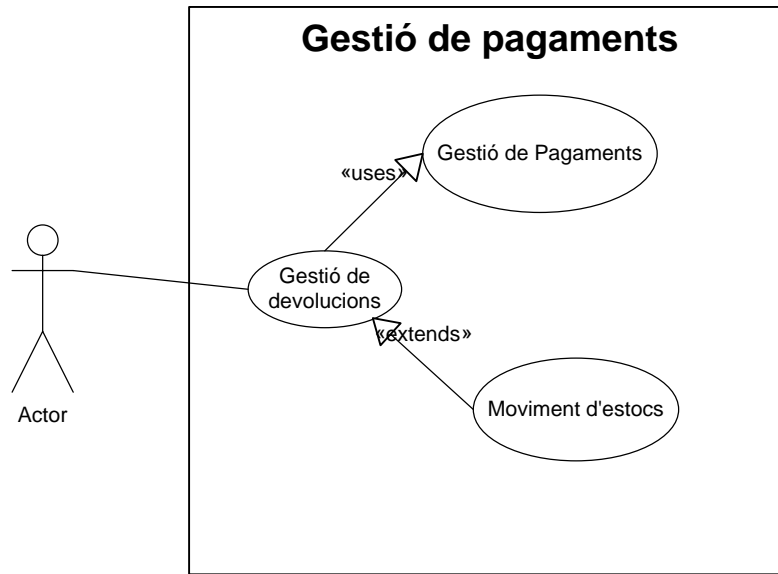 Gestió de pagaments
Gestió de Pagaments
«uses»
Gestió de
devolucions
«extends»
Moviment d'estocs
Actor